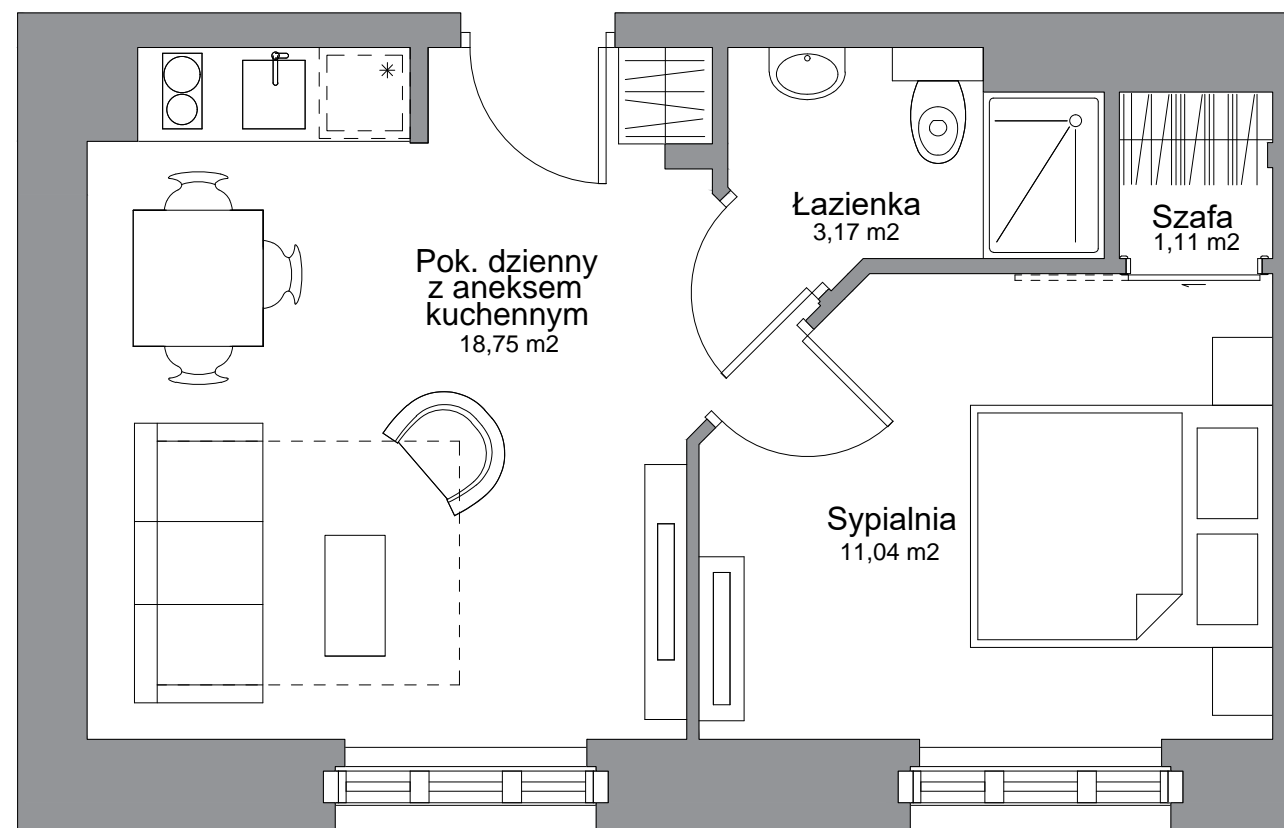 Łazienka
3,17 m2
Szafa
1,11 m2
Pok. dzienny
z aneksem
kuchennym
18,75 m2
Sypialnia
11,04 m2